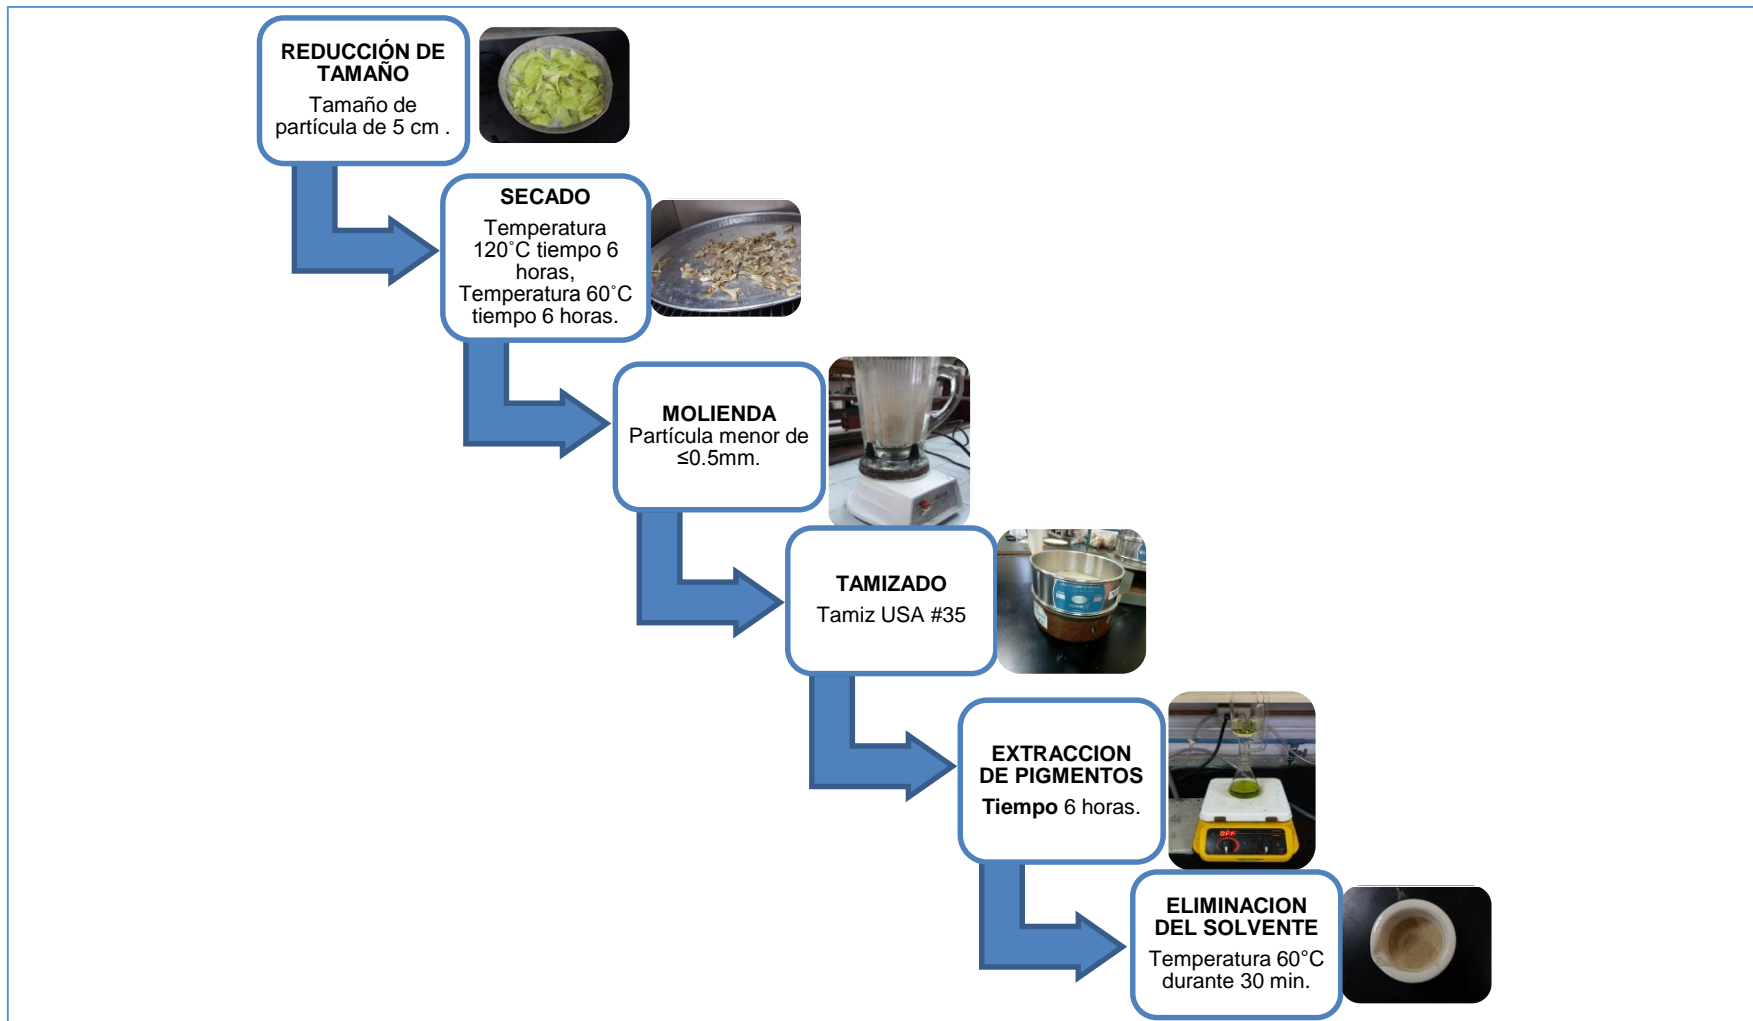 REDUCCIÓN DE
TAMAÑO
Tamaño de
partícula de 5 cm .
SECADO
Temperatura
120˚C tiempo 6
horas,
Temperatura 60˚C
tiempo 6 horas.
MOLIENDA
Partícula menor de
≤0.5mm.
TAMIZADO
Tamiz USA #35
EXTRACCION
DE PIGMENTOS
Tiempo 6 horas.
ELIMINACION
DEL SOLVENTE
Temperatura 60°C
durante 30 min.